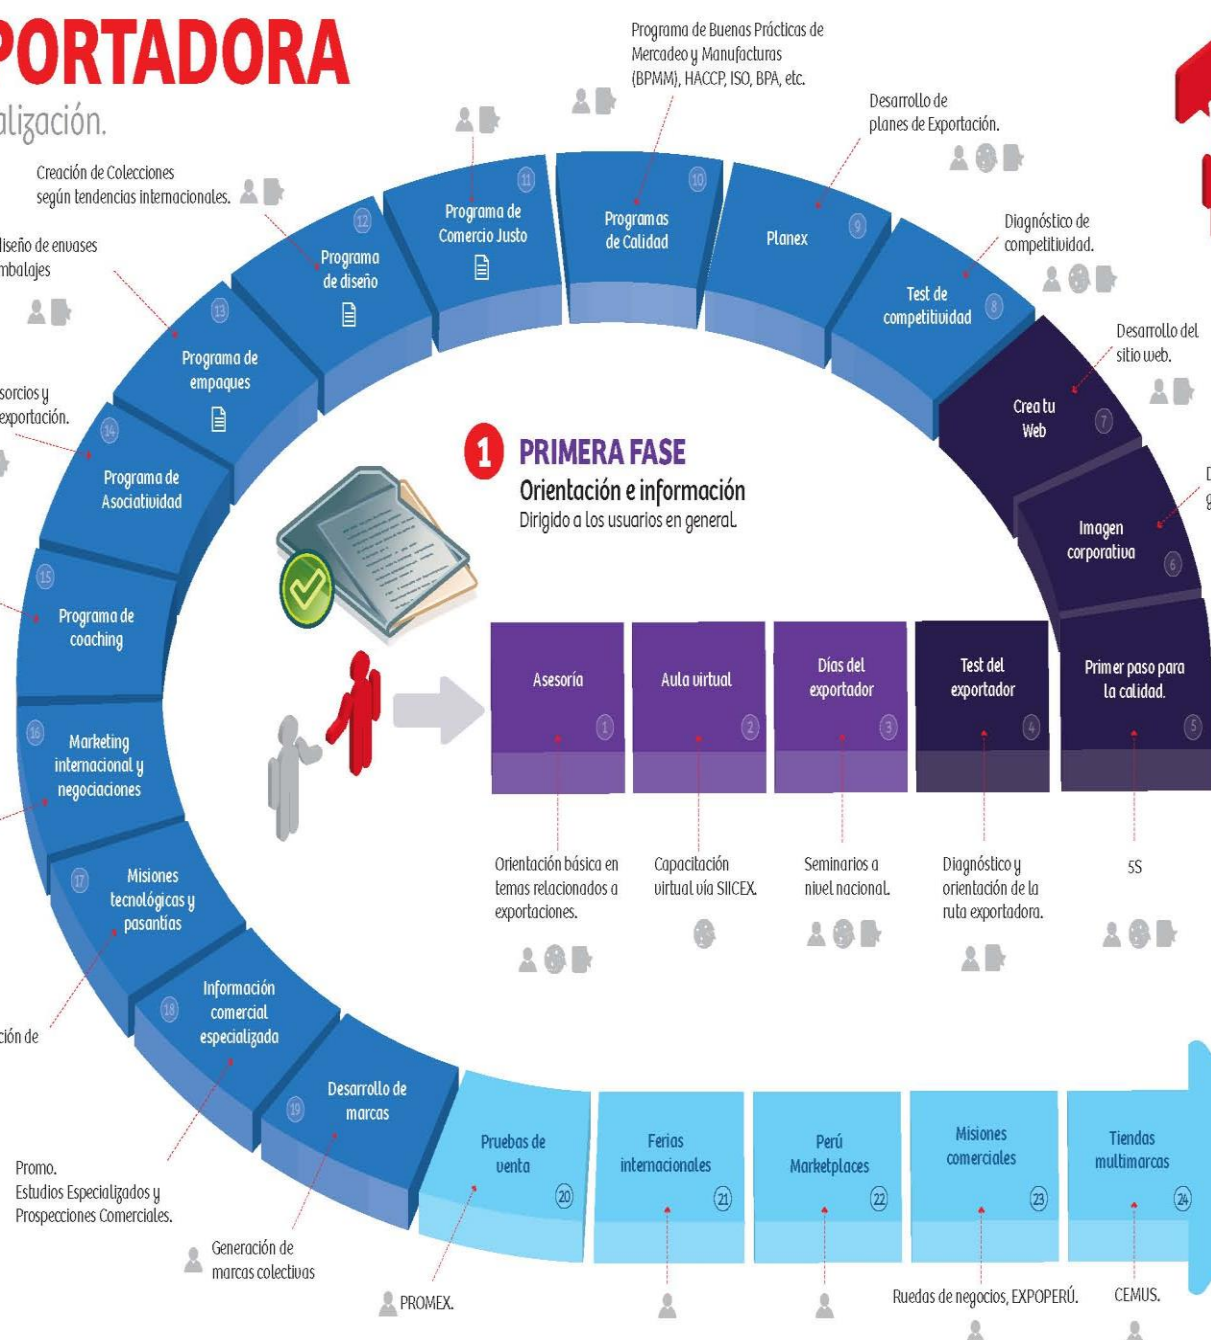 PORTADORA
alización.
Programa de Buenas Prácticas de
Mercadeo y Manufacturas
(BPMM), HACCP, ISO, BPA, etc.
Desarrollo de
planes de Exportación.
Creación de Colecciones
según tendencias internacionales.
Diagnóstico de
competitividad.
diseño de envases
mbalajes
Desarrollo del
sitio web.
sorcios y
exportación.
11
Programa de
Comercio Justo
10
Programas
de Calidad
9
Planex
12
Programa
de diseño
8
Test de
competitividad
13
Programa de
empaques
7
Crea tu
Web
14
Programa de
Asociatividad
6
Imagen
corporativa
15
Programa de
coaching
1 PRIMERA FASE
Orientación e información
Dirigido a los usuarios en general.
Asesoría
1
Aula virtual
2
Días del
exportador
3
Test del
exportador
4
Primer paso para
la calidad.
5
Orientación básica en
temas relacionados a
exportaciones.
Capacitación
virtual vía SIICEX.
Seminarios a
nivel nacional.
Diagnóstico y
orientación de la
ruta exportadora.
5S
16
Marketing
internacional y
negociaciones
17
Misiones
tecnológicas y
pasantías
18
Información
comercial
especializada
ción de
19
Desarrollo de
marcas
Promo.
Estudios Especializados y
Prospecciones Comerciales.
Generación de
marcas colectivas
Pruebas de
venta
20
Ferias
internacionales
21
Perú
Marketplaces
22
Misiones
comerciales
23
Tiendas
multimarcas
24
PROMEX.
Ruedas de negocios, EXPOPERÚ.
CEMUS.